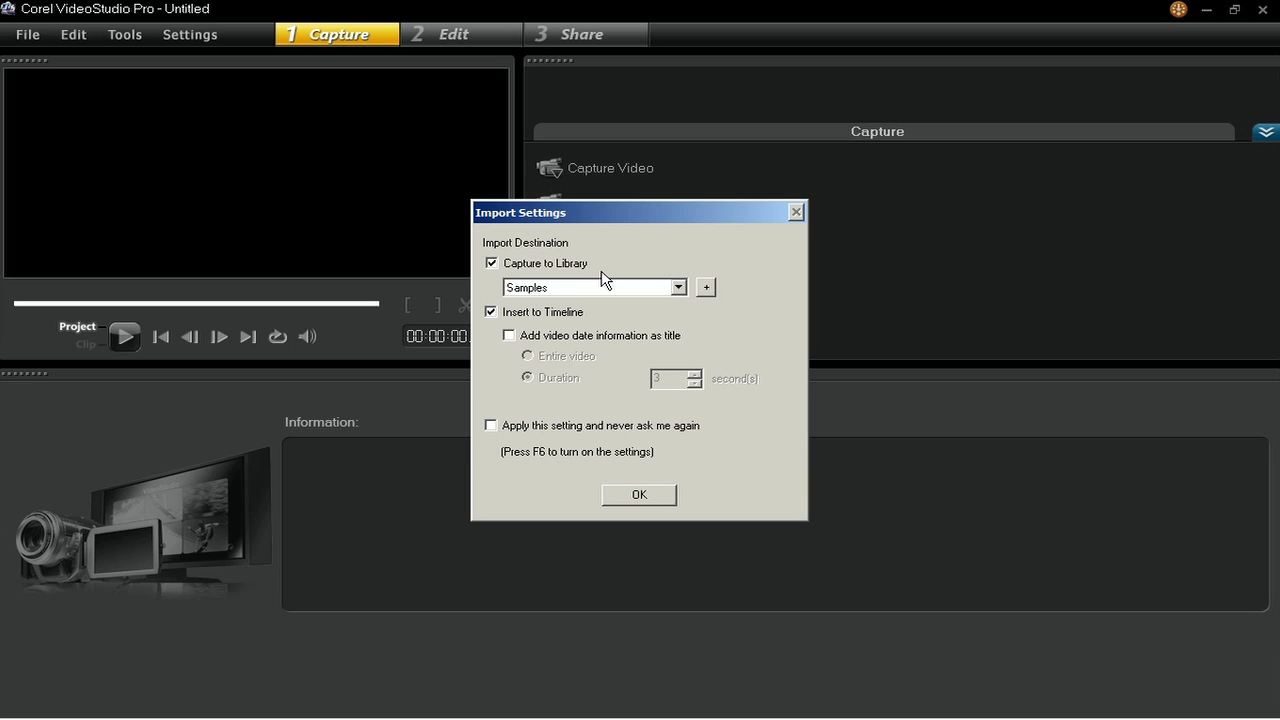 Corel VideoStudio Pro - Untitled
File Edit Tools Settings 1 Capture 2 Edit 3 Share
Capture
Capture Video
Import Settings
Import Destination
Capture to Library
Samples +
Insert to Timeline
Add video date information as title
Entire video
Duration 3 second(s)
Apply this setting and never ask me again
(Press F6 to turn on the settings)
OK
Project
Clip
[ ]
00:00:00
Information: